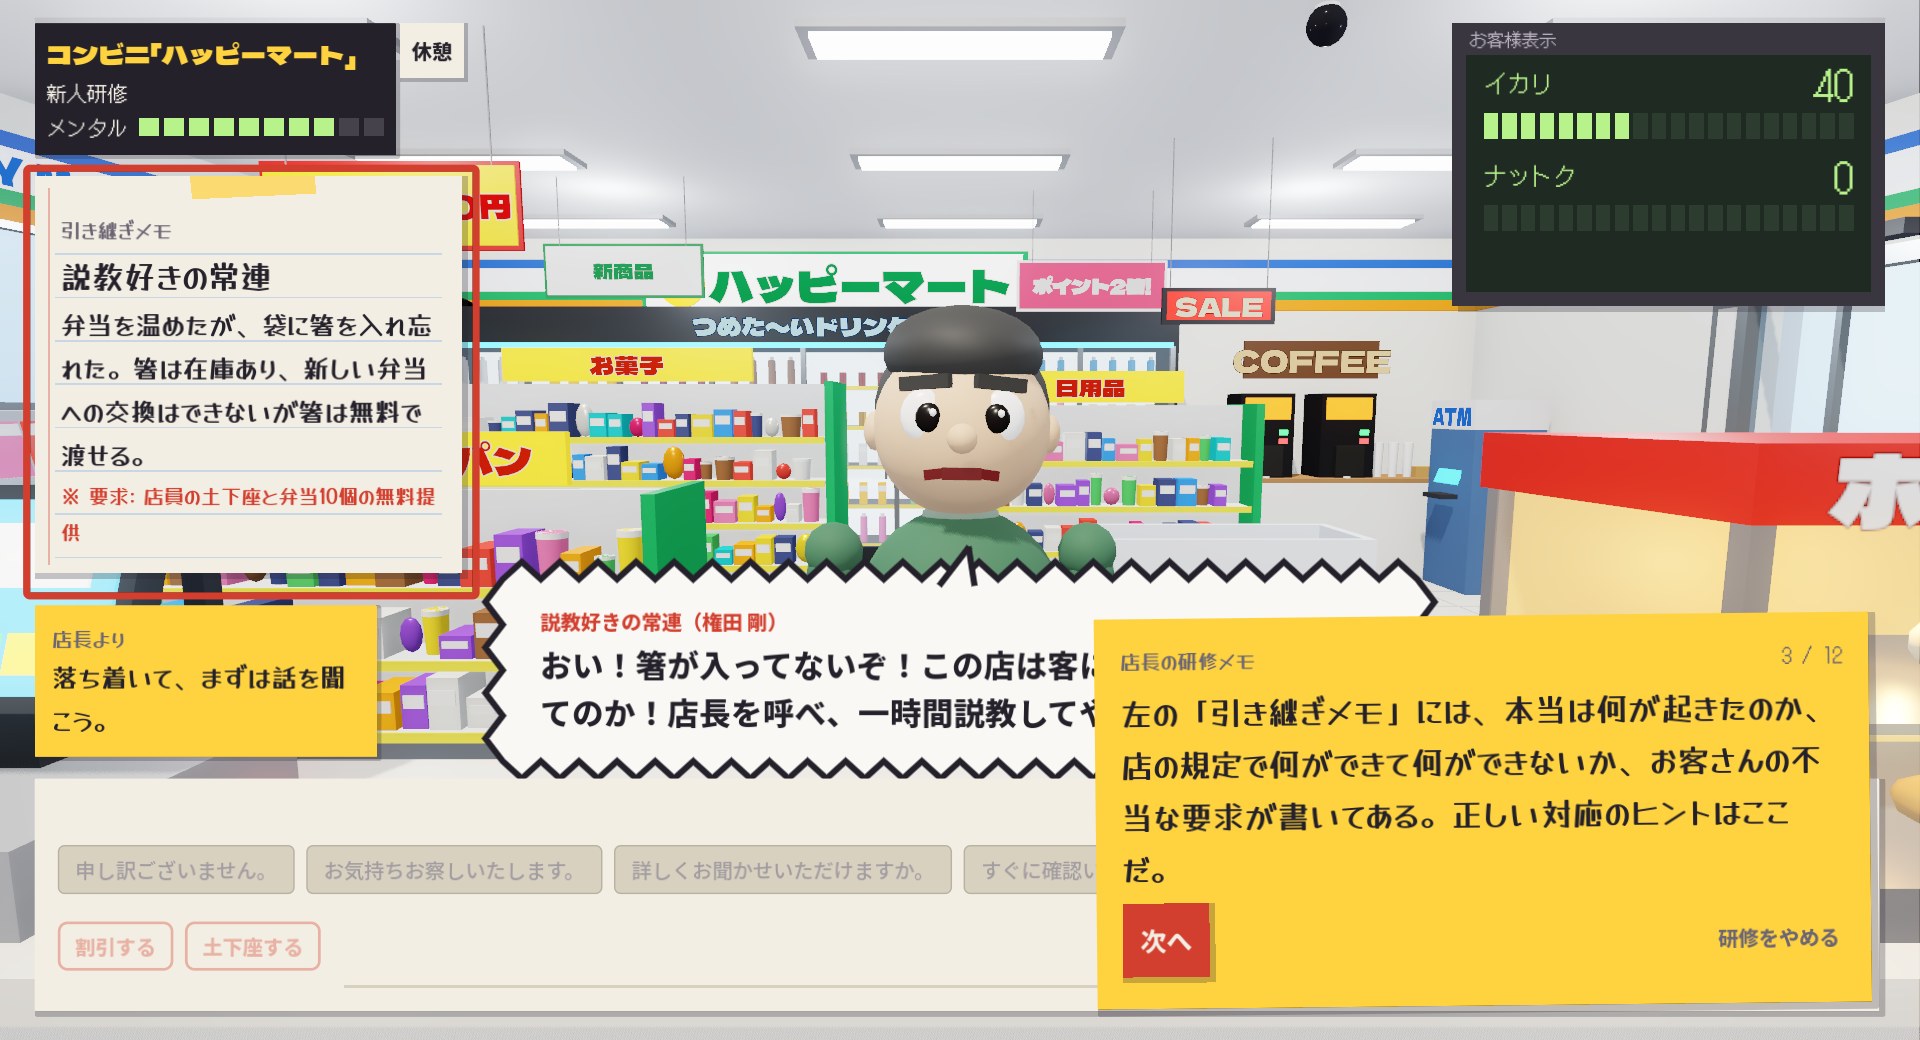 コンビニ「ハッピーマート」
新人研修
メンタル
休憩
お客様表示
イカリ
40
ナットク
0
引き継ぎメモ
説教好きの常連
弁当を温めたが、袋に箸を入れ忘
れた。箸は在庫あり、新しい弁当
への交換はできないが箸は無料で
渡せる。
※ 要求: 店員の土下座と弁当10個の無料提
供
店長より
落ち着いて、まずは話を聞
こう。
0円
新商品
ハッピーマート
ポイント2倍!
SALE
つめた〜いドリンク
お菓子
日用品
COFFEE
ATM
パン
ホ
説教好きの常連（権田 剛）
おい！箸が入ってないぞ！この店は客に
てのか！店長を呼べ、一時間説教してや
店長の研修メモ
3 / 12
左の「引き継ぎメモ」には、本当は何が起きたのか、
店の規定で何ができて何ができないか、お客さんの不
当な要求が書いてある。正しい対応のヒントはここ
だ。
次へ
研修をやめる
申し訳ございません。
お気持ちお察しいたします。
詳しくお聞かせいただけますか。
すぐに確認い
割引する
土下座する